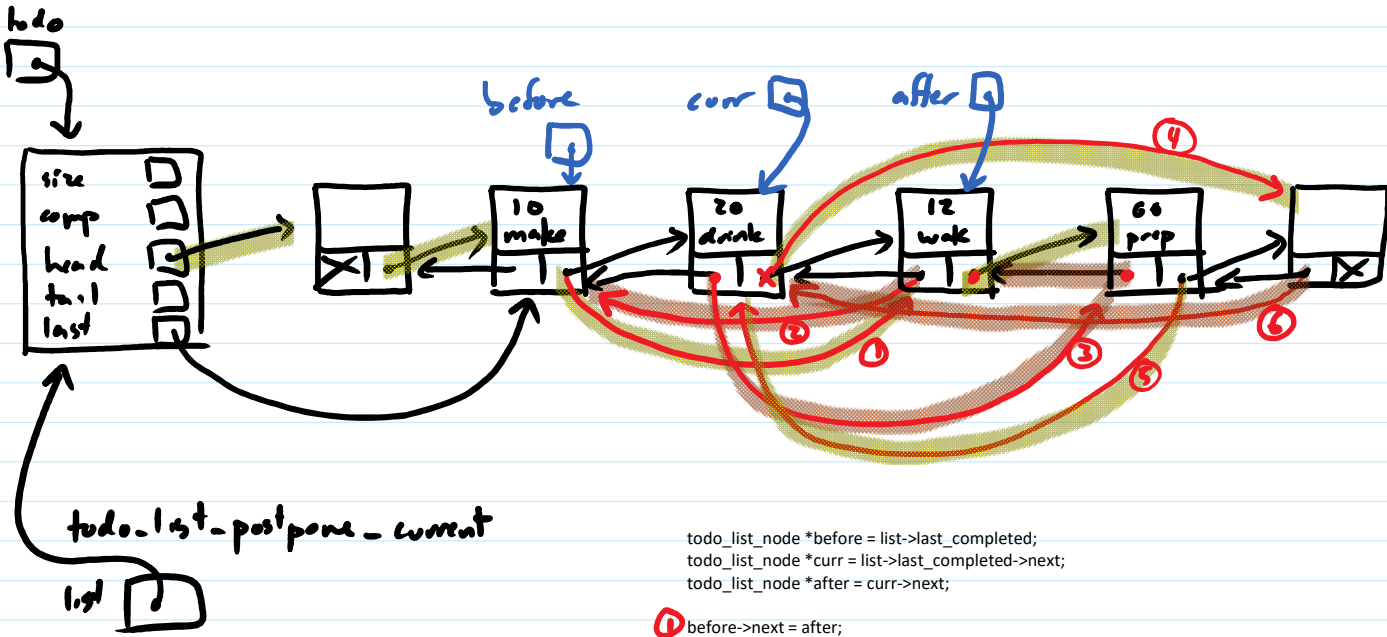 todo
before
curr
after
④
size
comp
head
tail
last
10
make
20
drink
12
wake
60
prep
②
①
③
⑥
⑤
todo_list_postpone_current
list
todo_list_node *before = list->last_completed;
todo_list_node *curr = list->last_completed->next;
todo_list_node *after = curr->next;
① before->next = after;